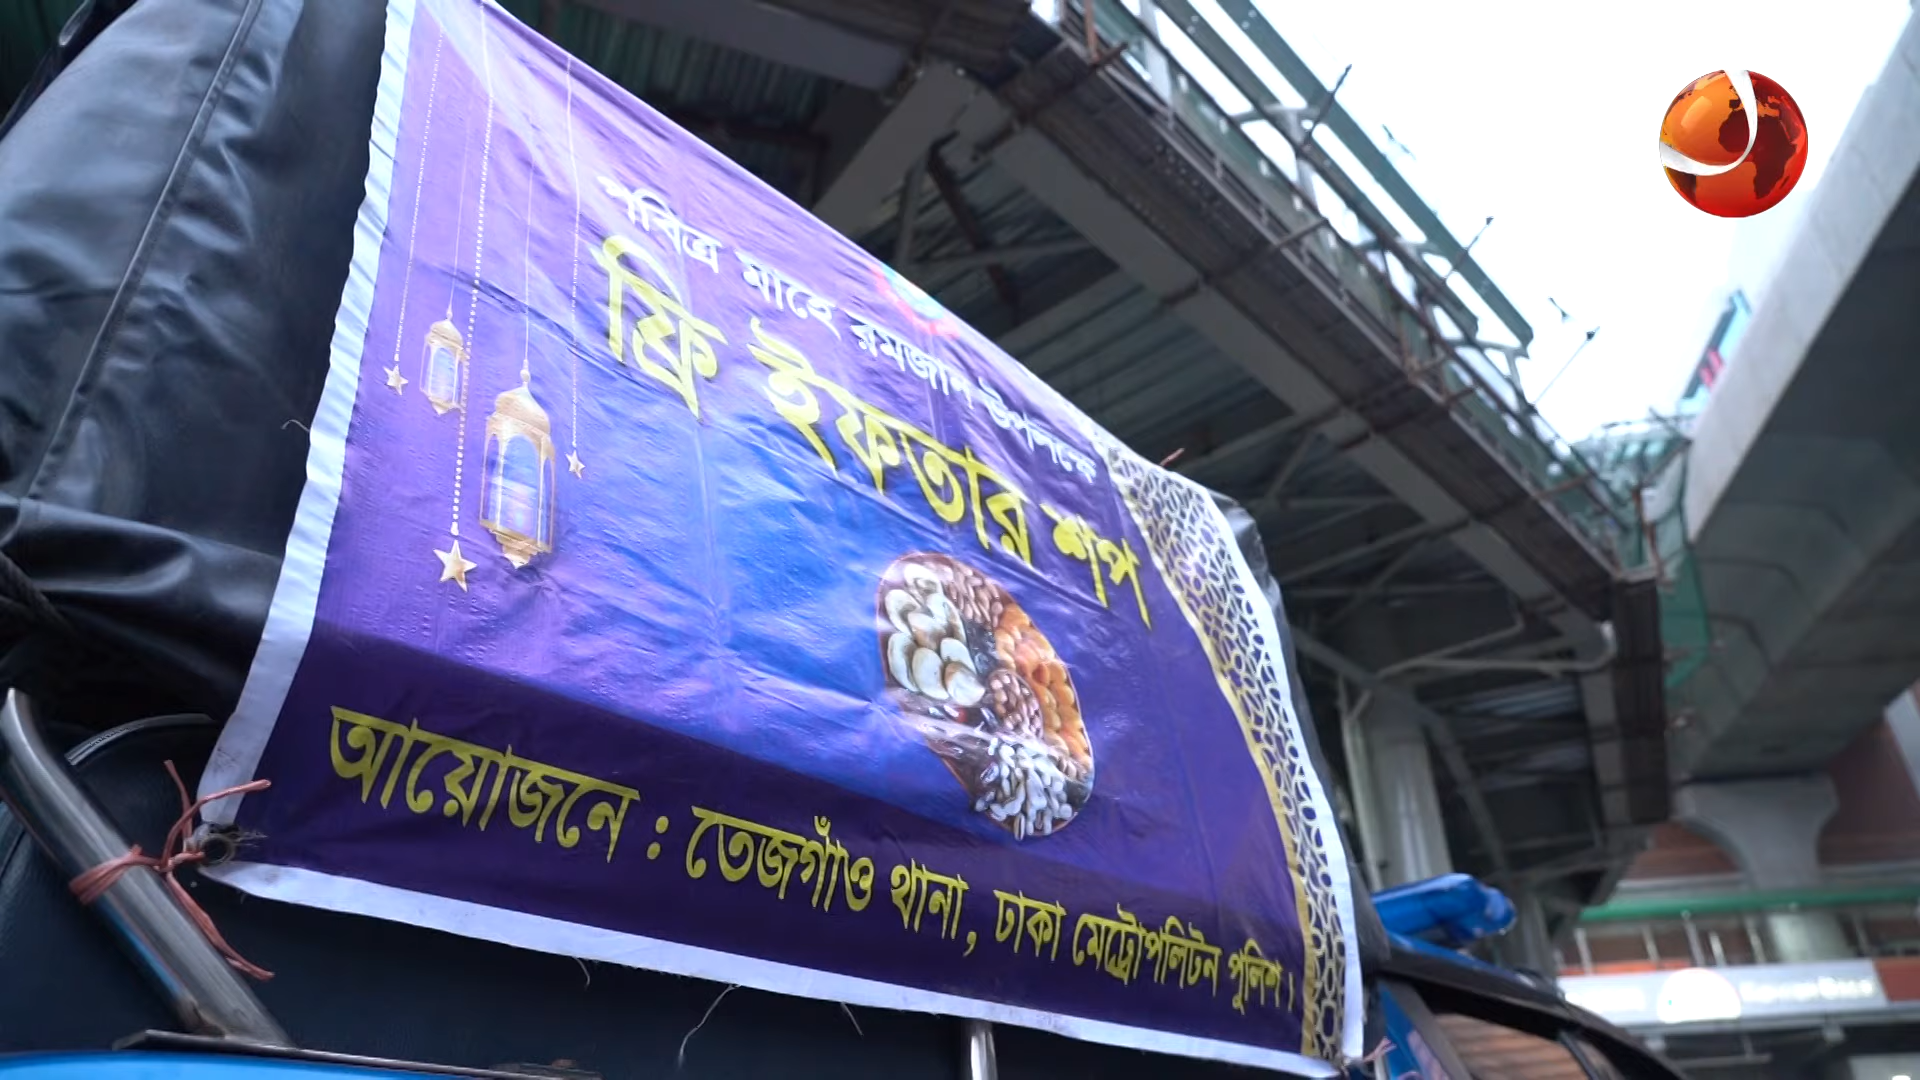 পবিত্র মাহে রমজান উপলক্ষে
ফ্রি ইফতার শপ
আয়োজনে : তেজগাঁও থানা, ঢাকা মেট্রোপলিটন পুলিশ।